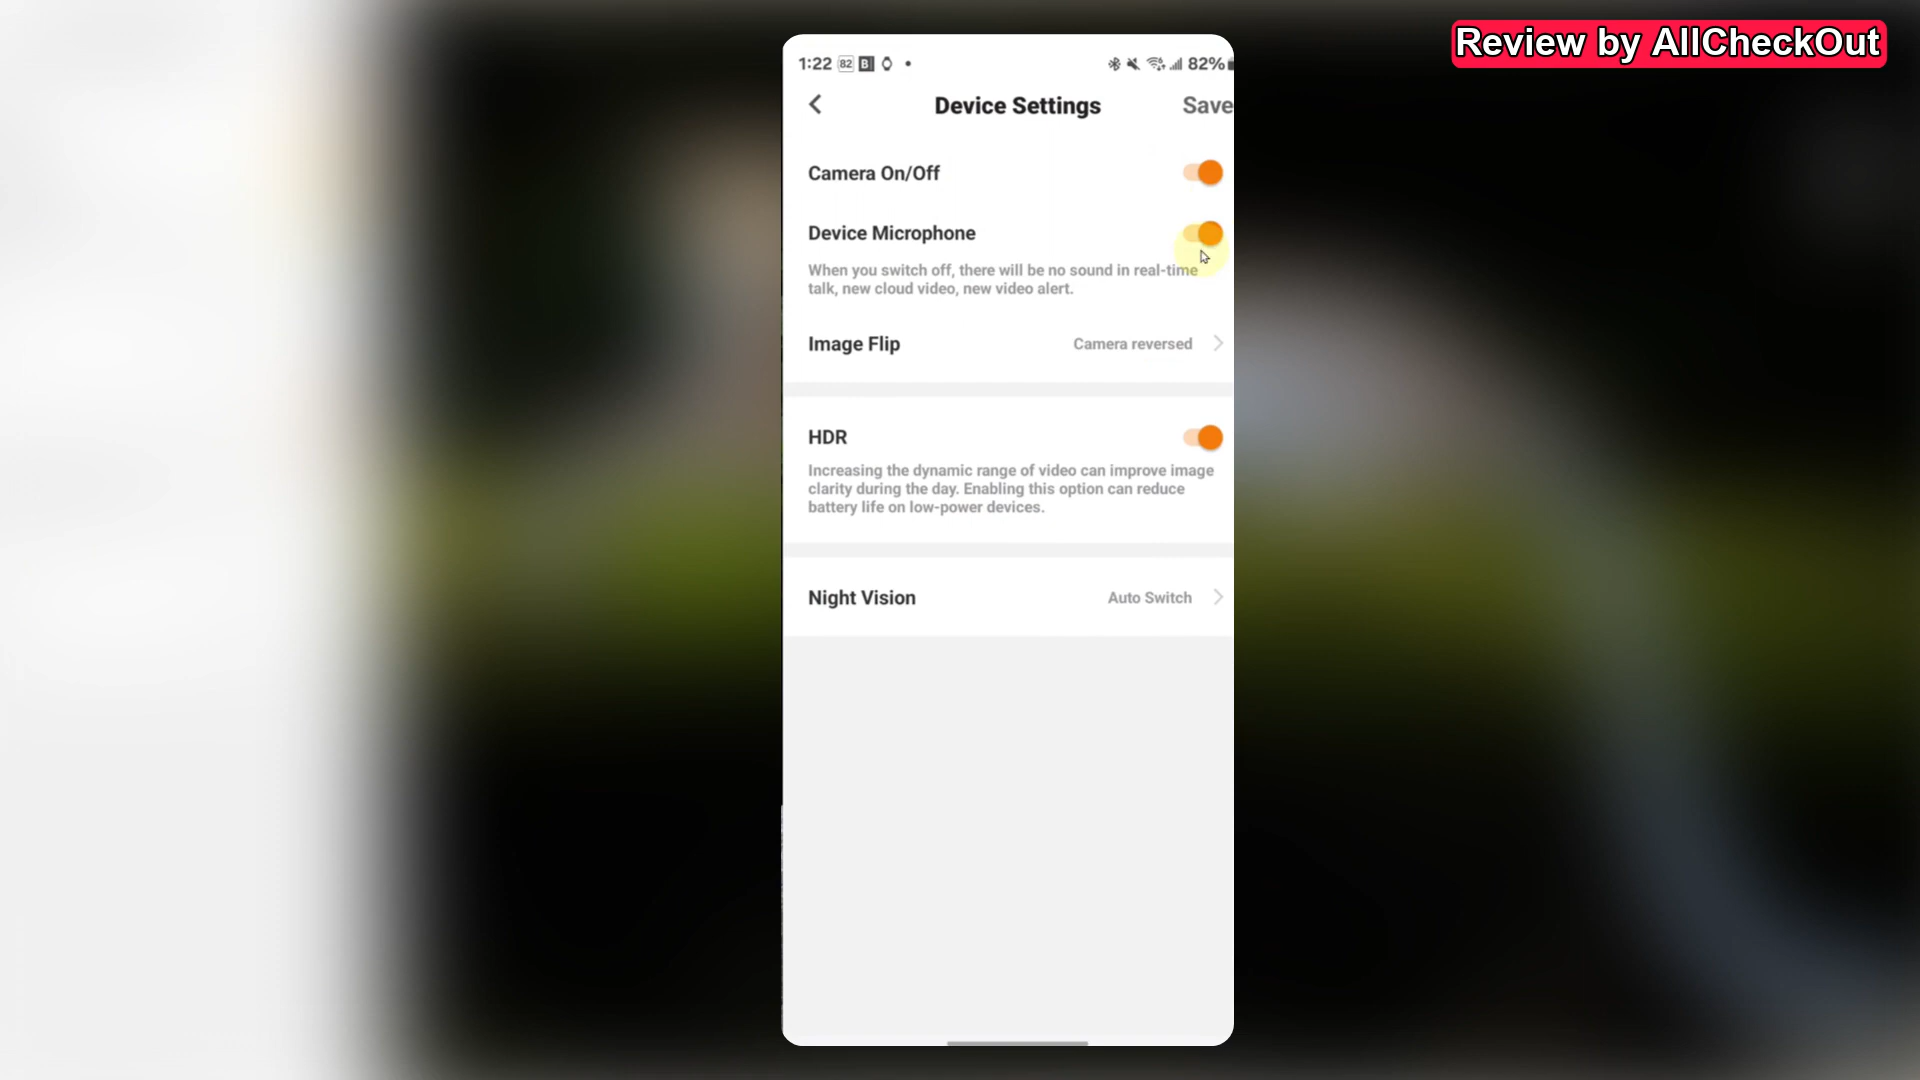 Review by AllCheckOut
1:22 82 B 82%
Device Settings Save
Camera On/Off
Device Microphone
When you switch off, there will be no sound in real-time
talk, new cloud video, new video alert.
Image Flip Camera reversed
HDR
Increasing the dynamic range of video can improve image
clarity during the day. Enabling this option can reduce
battery life on low-power devices.
Night Vision Auto Switch